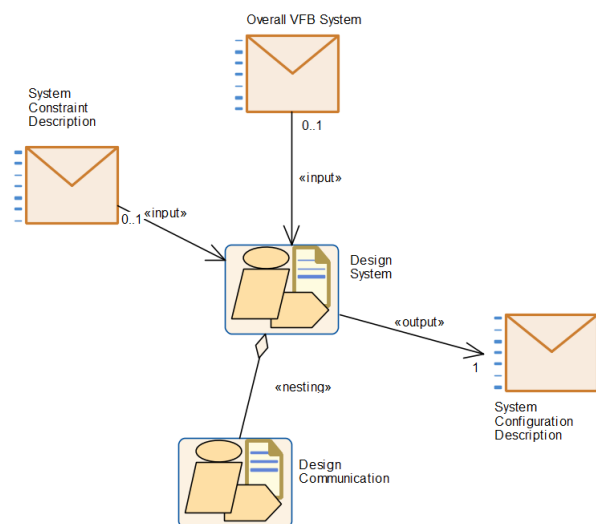 Overall VFB System
System
Constraint
Description
0..1
«input»
0..1
«input»
Design
System
«output»
1
System
Configuration
Description
«nesting»
Design
Communication